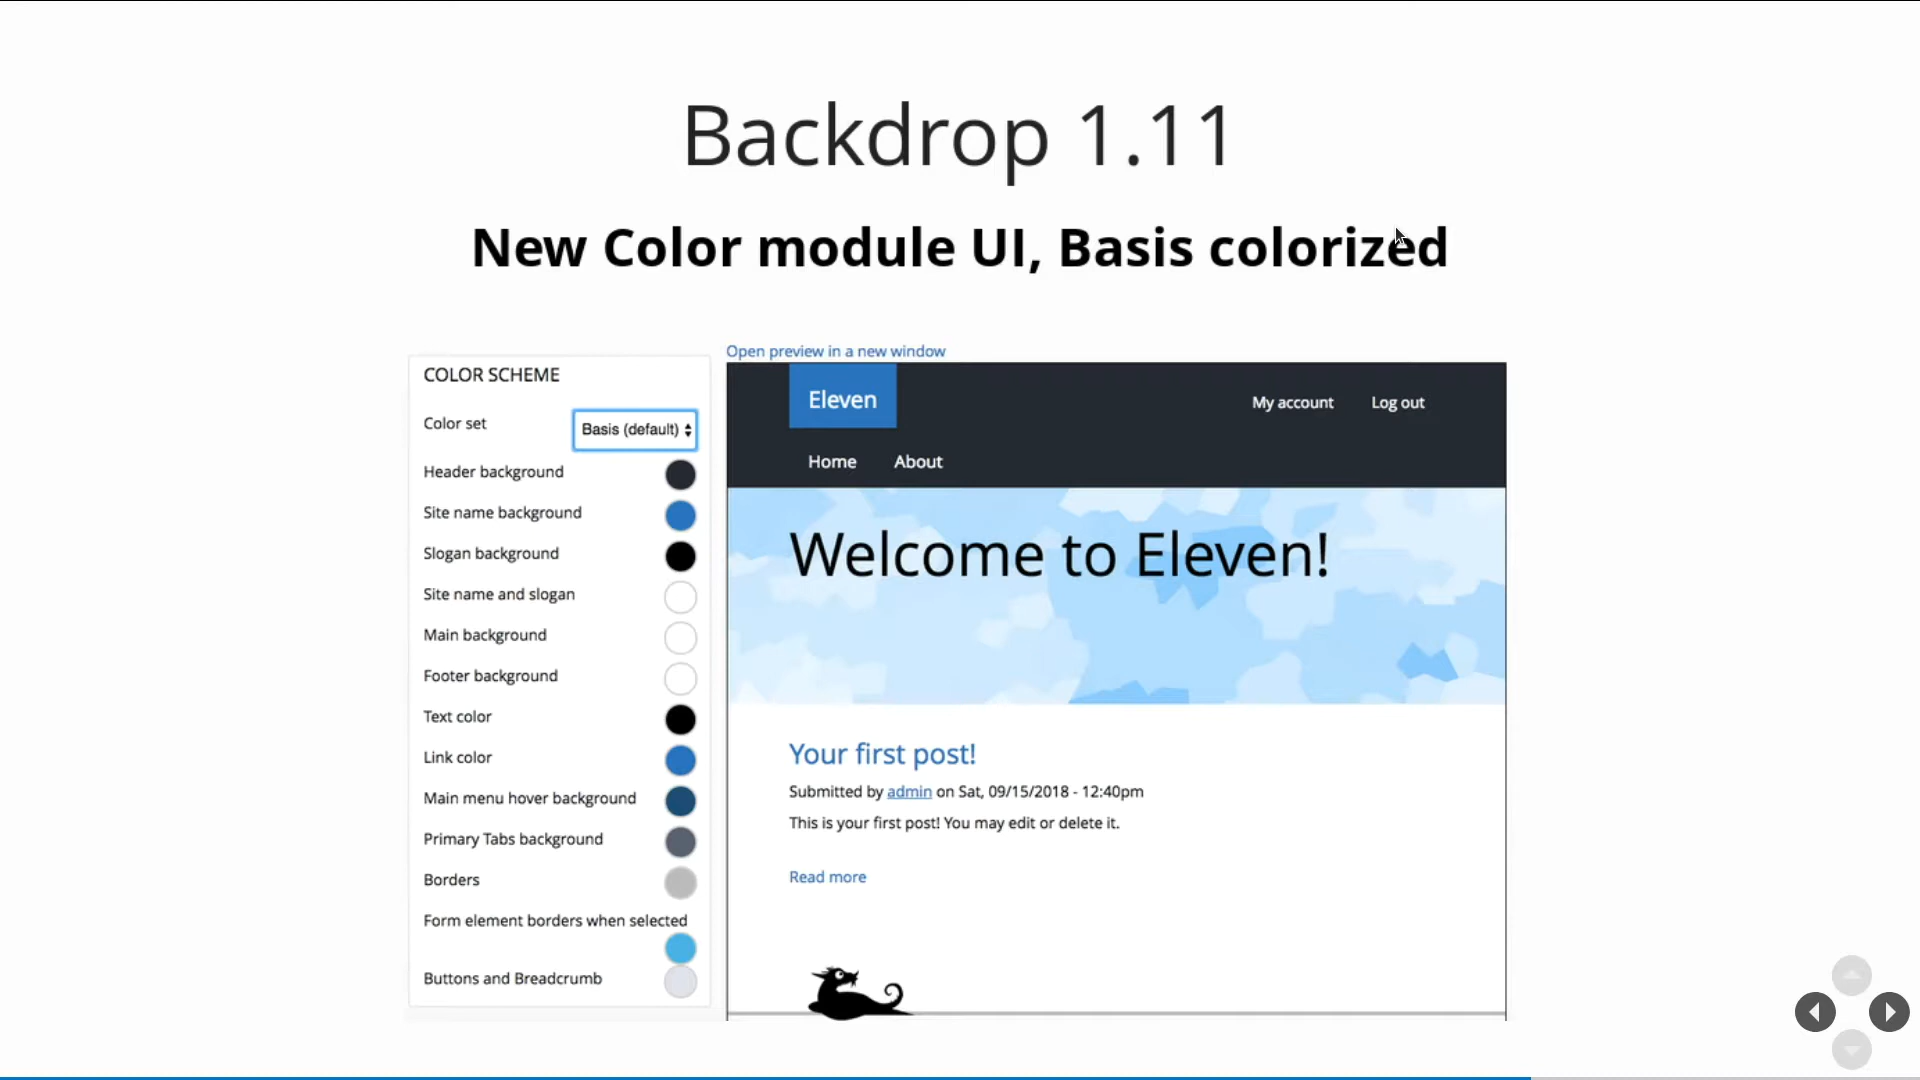 Backdrop 1.11
New Color module UI, Basis colorized
COLOR SCHEME
Color set
Basis (default)
Header background
Site name background
Slogan background
Site name and slogan
Main background
Footer background
Text color
Link color
Main menu hover background
Primary Tabs background
Borders
Form element borders when selected
Buttons and Breadcrumb
Open preview in a new window
Eleven
My account
Log out
Home
About
Welcome to Eleven!
Your first post!
Submitted by admin on Sat, 09/15/2018 - 12:40pm
This is your first post! You may edit or delete it.
Read more